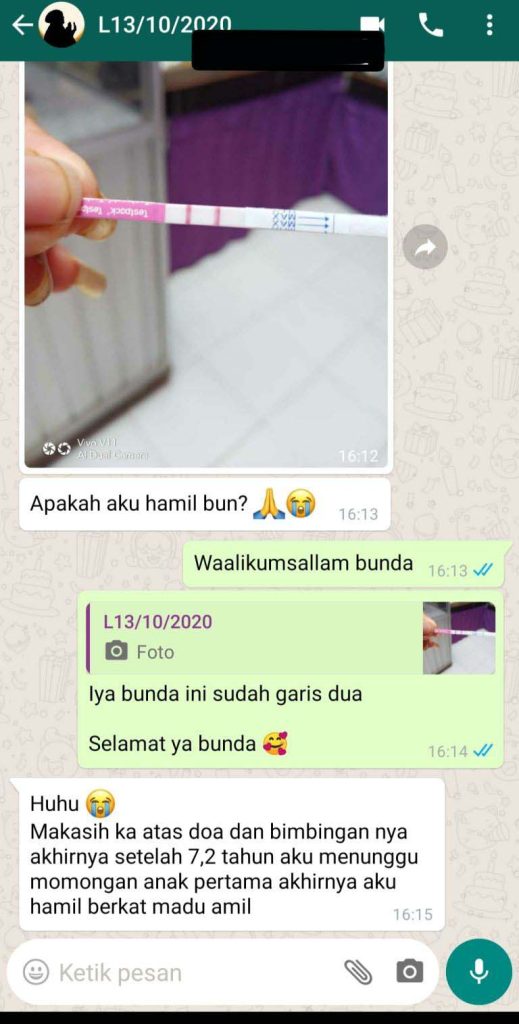 L13/10/2020
testpack testp
Vivo V11
AI Dual Camera
16:12
Apakah aku hamil bun? 🙏😭
16:13
Waalikumsallam bunda
16:13
L13/10/2020
Foto
Iya bunda ini sudah garis dua
Selamat ya bunda 🥰
16:14
Huhu 😭
Makasih ka atas doa dan bimbingan nya
akhirnya setelah 7,2 tahun aku menunggu
momongan anak pertama akhirnya aku
hamil berkat madu amil
16:15
Ketik pesan